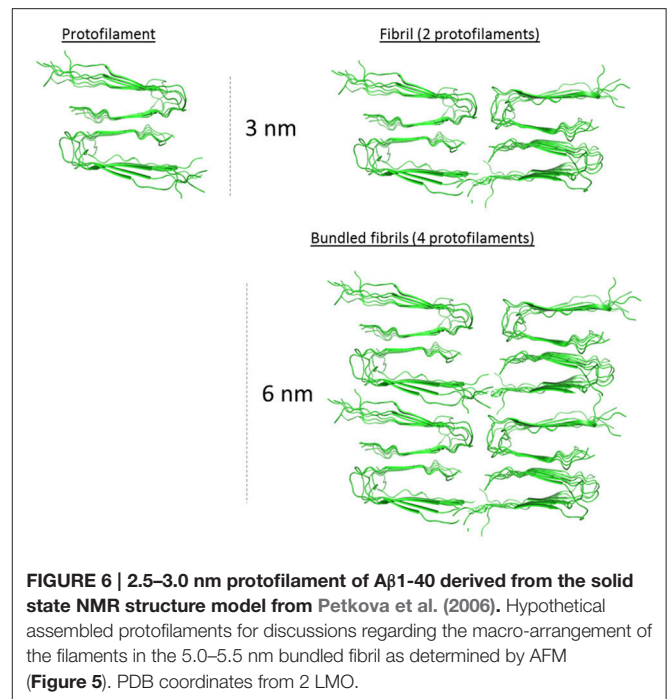 Protofilament
Fibril (2 protofilaments)
3 nm
Bundled fibrils (4 protofilaments)
6 nm
FIGURE 6 | 2.5–3.0 nm protofilament of Aβ1-40 derived from the solid
state NMR structure model from Petkova et al. (2006). Hypothetical
assembled protofilaments for discussions regarding the macro-arrangement of
the filaments in the 5.0–5.5 nm bundled fibril as determined by AFM
(Figure 5). PDB coordinates from 2 LMO.